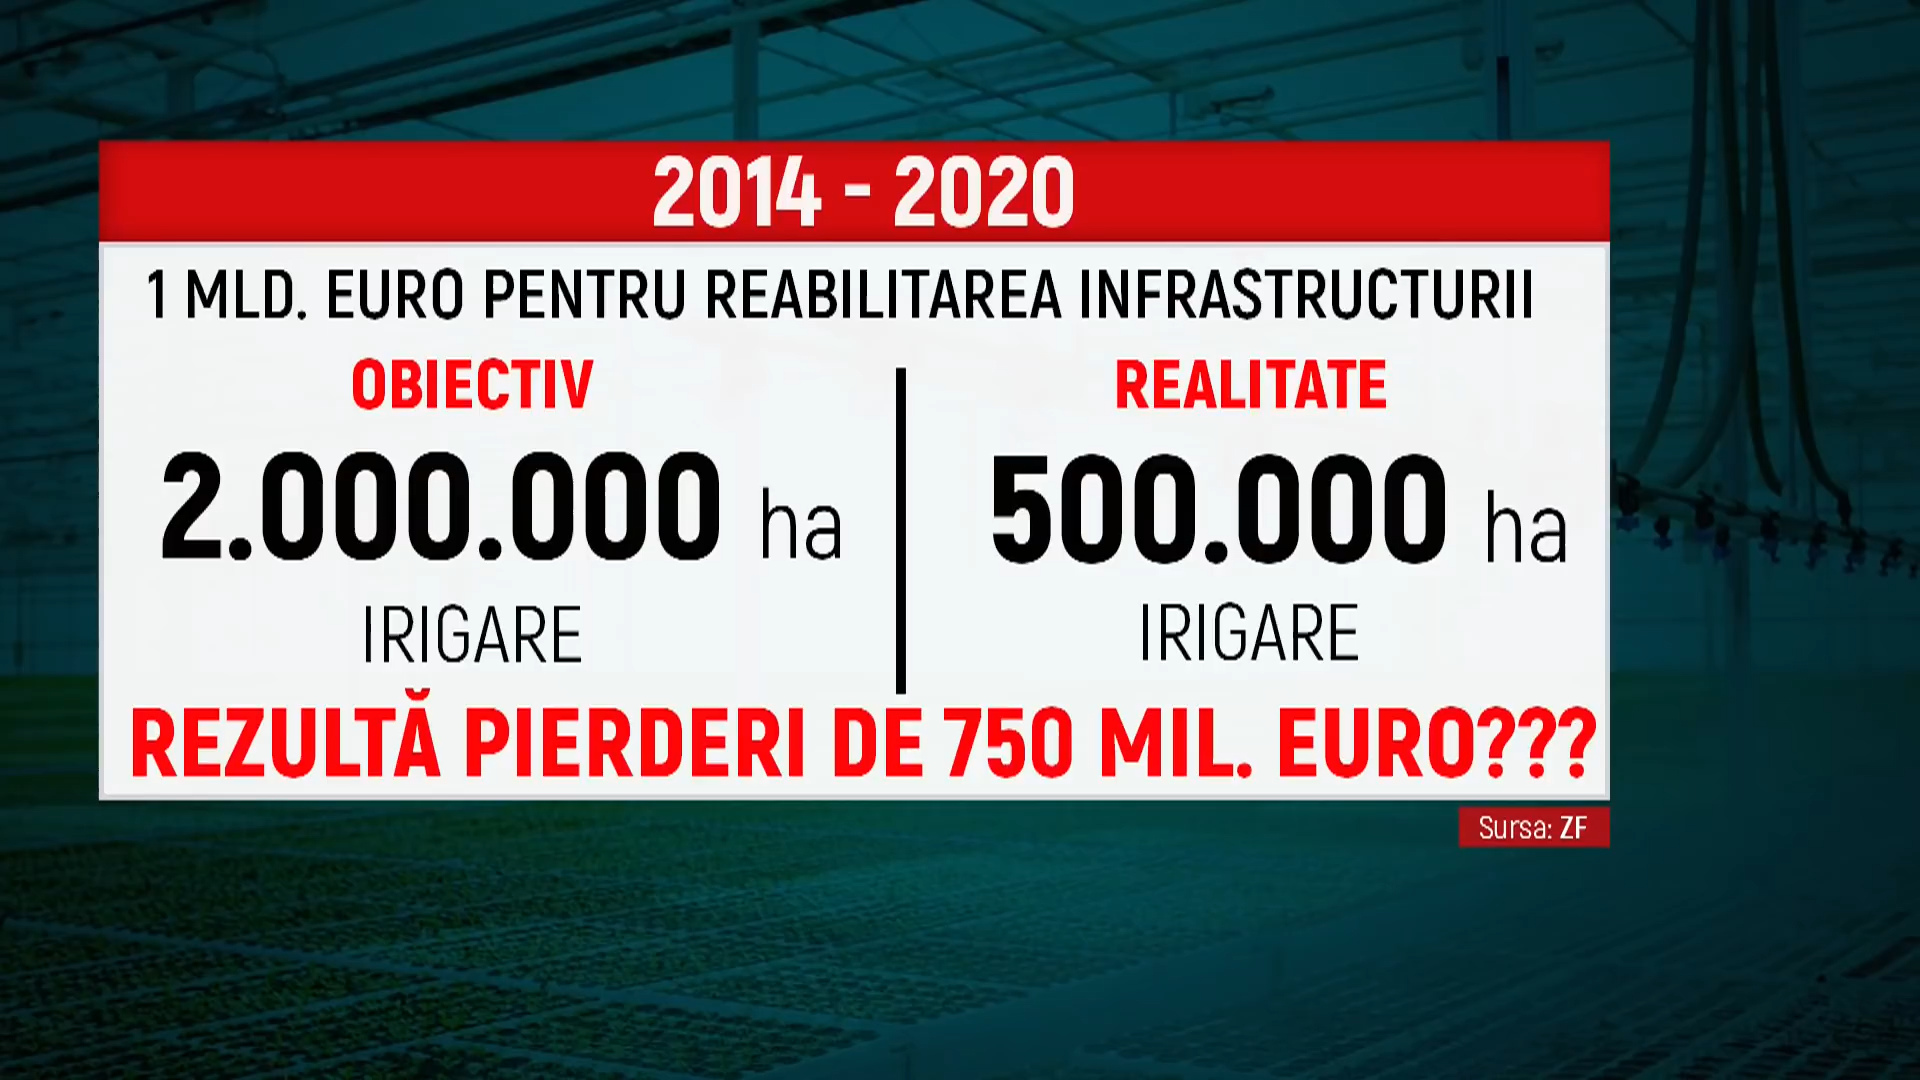 2014 - 2020
1 MLD. EURO PENTRU REABILITAREA INFRASTRUCTURII
OBIECTIV
2.000.000 ha
IRIGARE
REALITATE
500.000 ha
IRIGARE
REZULTĂ PIERDERI DE 750 MIL. EURO???
Sursa: ZF